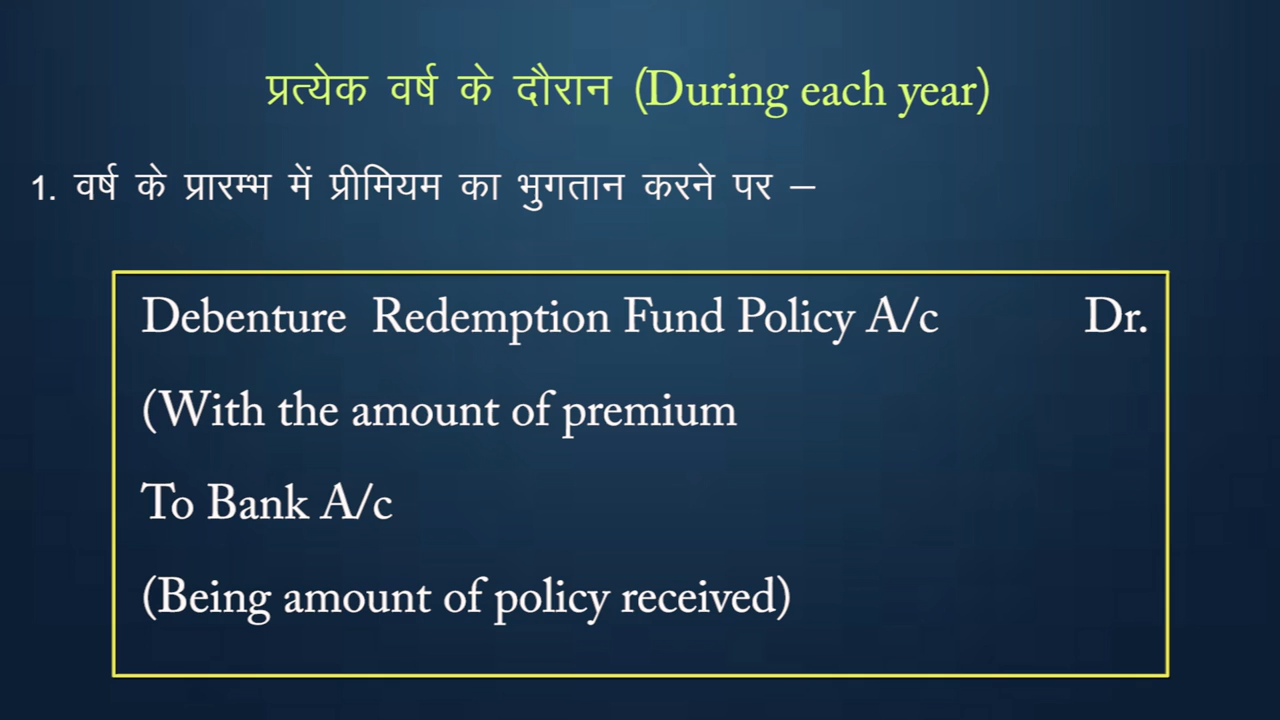 प्रत्येक वर्ष के दौरान (During each year)
1. वर्ष के प्रारम्भ में प्रीमियम का भुगतान करने पर –
Debenture Redemption Fund Policy A/c Dr.
(With the amount of premium
To Bank A/c
(Being amount of policy received)